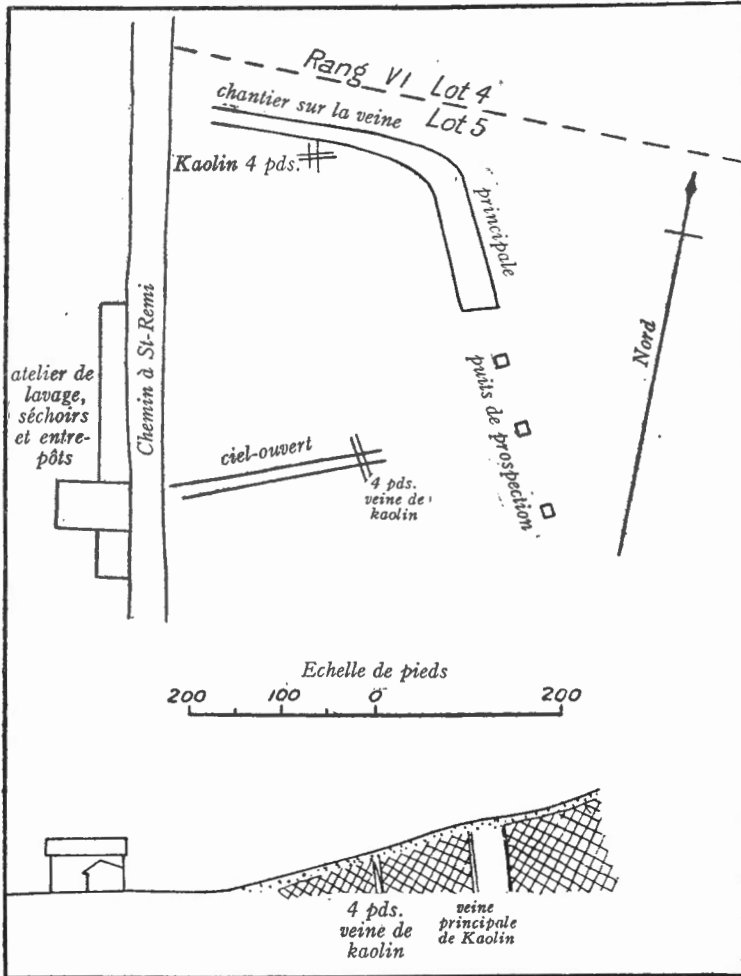 Rang VI Lot 4
chantier sur la veine
Lot 5
Kaolin 4 pds.
principale
Chemin à St-Remi
Nord
atelier de
lavage,
séchoirs
et entre-
pôts
puits de prospection
ciel-ouvert
4 pds.
veine de
kaolin
Echelle de pieds
200 100 0 200
4 pds.
veine de
kaolin
veine
principale
de Kaolin